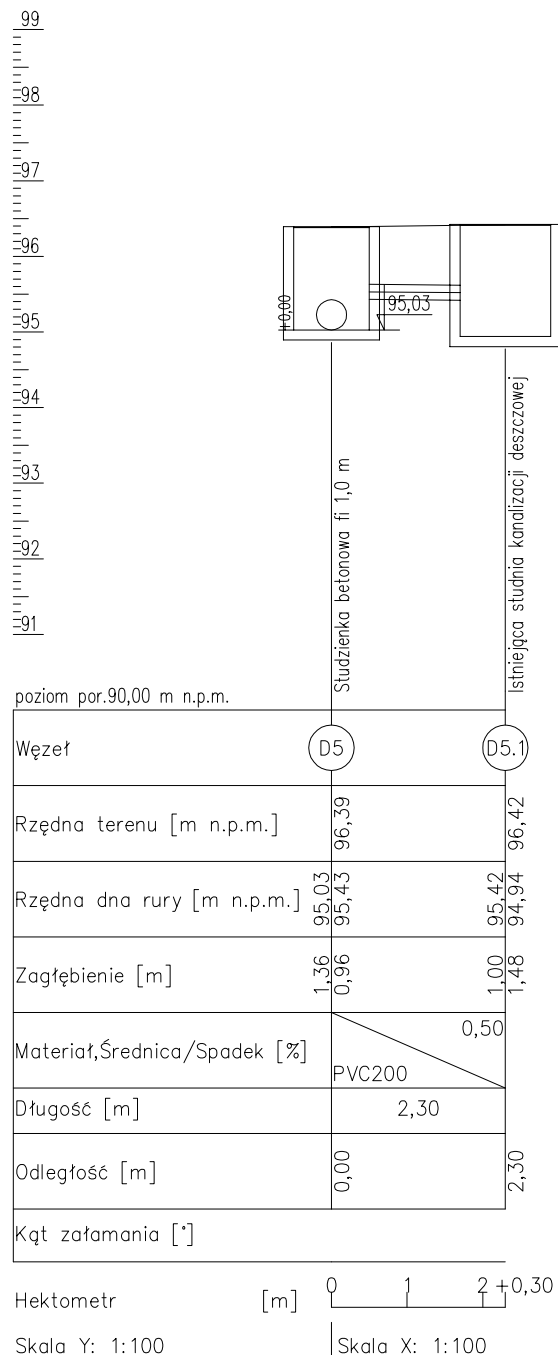 99
98
97
96
95
94
93
92
91
+0,00
95,03
Studzienka betonowa fi 1,0 m
Istniejąca studnia kanalizacji deszczowej
poziom por.90,00 m n.p.m.
Węzeł
D5
D5.1
Rzędna terenu [m n.p.m.]
96,39
96,42
Rzędna dna rury [m n.p.m.]
95,03
95,43
95,42
94,94
Zagłębienie [m]
1,36
0,96
1,00
1,48
Materiał,Średnica/Spadek [%]
0,50
PVC200
Długość [m]
2,30
Odległość [m]
0,00
2,30
Kąt załamania [°]
Hektometr [m] 0 1 2 +0,30
Skala Y: 1:100 Skala X: 1:100